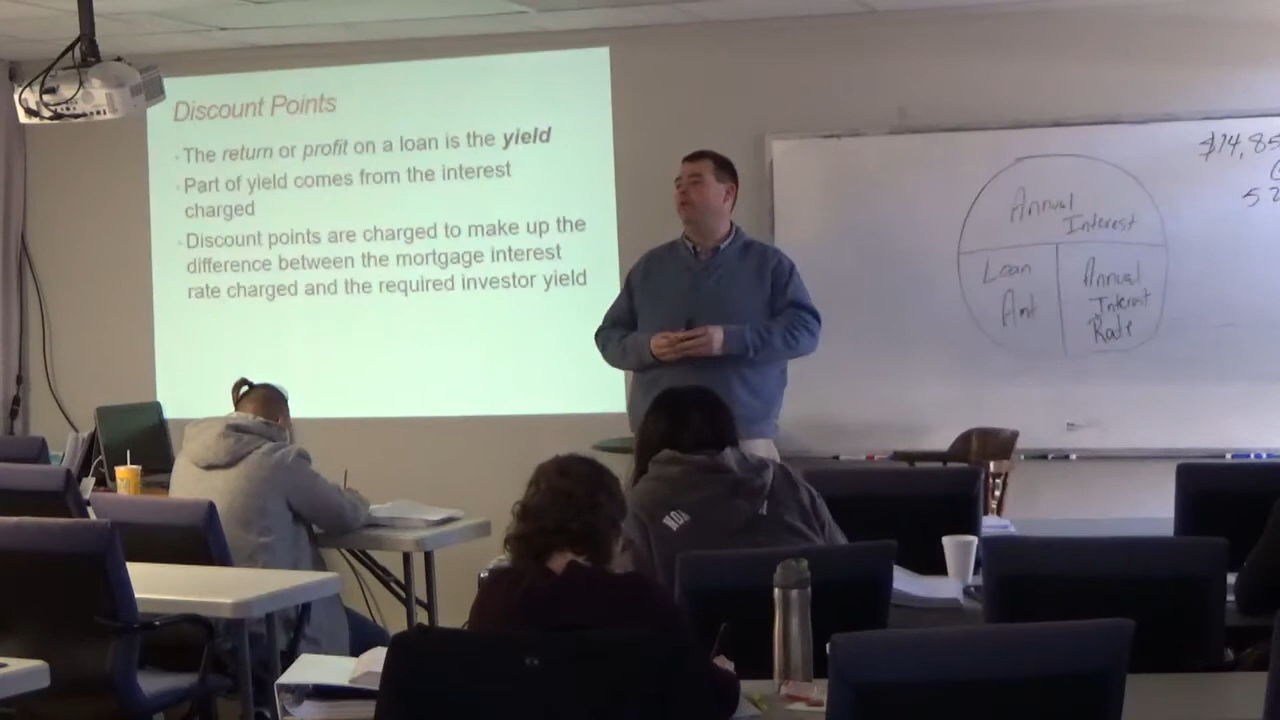 Discount Points
The return or profit on a loan is the yield
Part of yield comes from the interest
charged
Discount points are charged to make up the
difference between the mortgage interest
rate charged and the required investor yield
Annual
Interest
Loan
Amt
Annual
Interest
Rate
$14,85